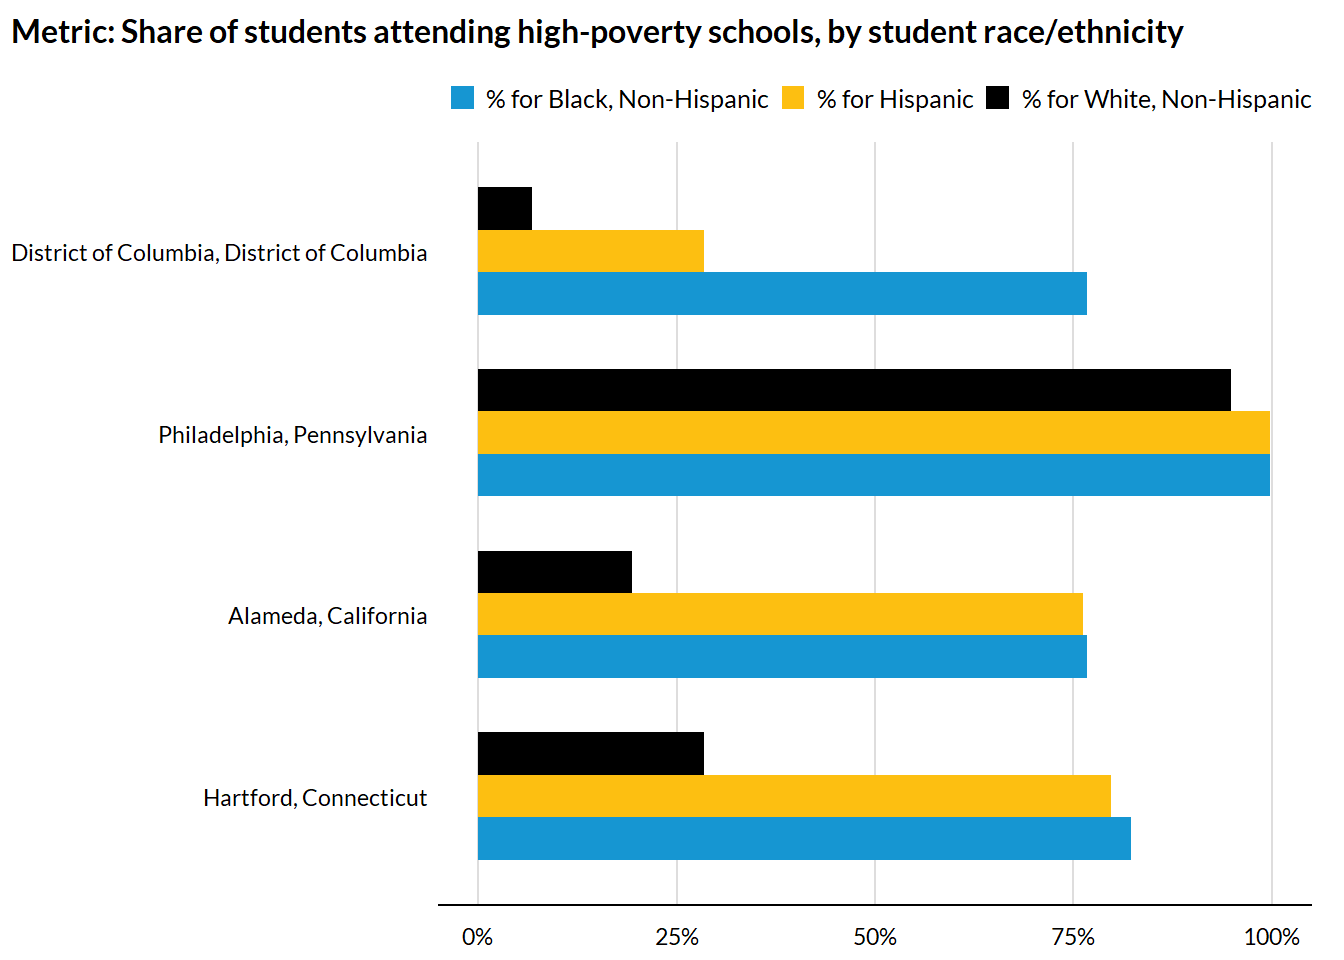 Metric: Share of students attending high-poverty schools, by student race/ethnicity
% for Black, Non-Hispanic % for Hispanic % for White, Non-Hispanic
District of Columbia, District of Columbia
Philadelphia, Pennsylvania
Alameda, California
Hartford, Connecticut
0% 25% 50% 75% 100%